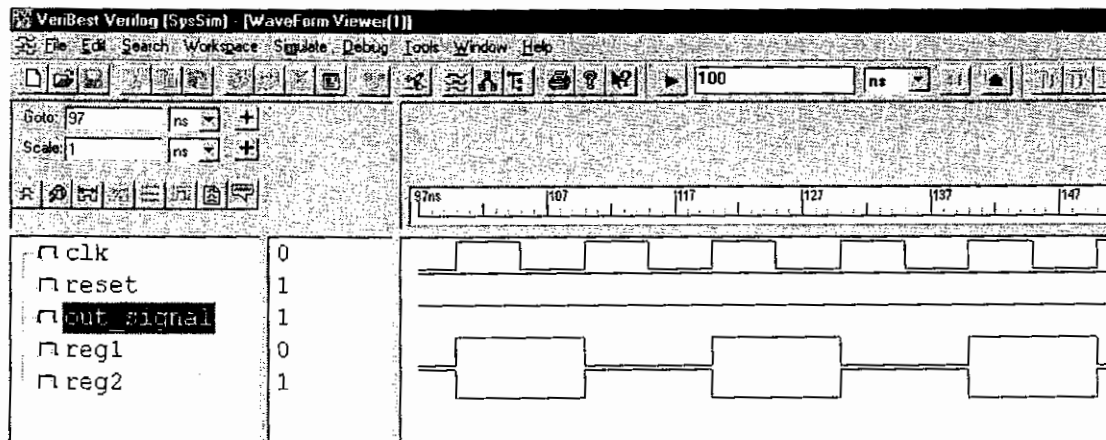 VeriBest Verilog (SysSim) - [WaveForm Viewer(1)]
File Edit Search Workspace Simulate Debug Tools Window Help
100 ns
Goto: 97 ns
Scale: 1 ns
97ns 107 117 127 137 147
clk 0
reset 1
out_signal 1
reg1 0
reg2 1